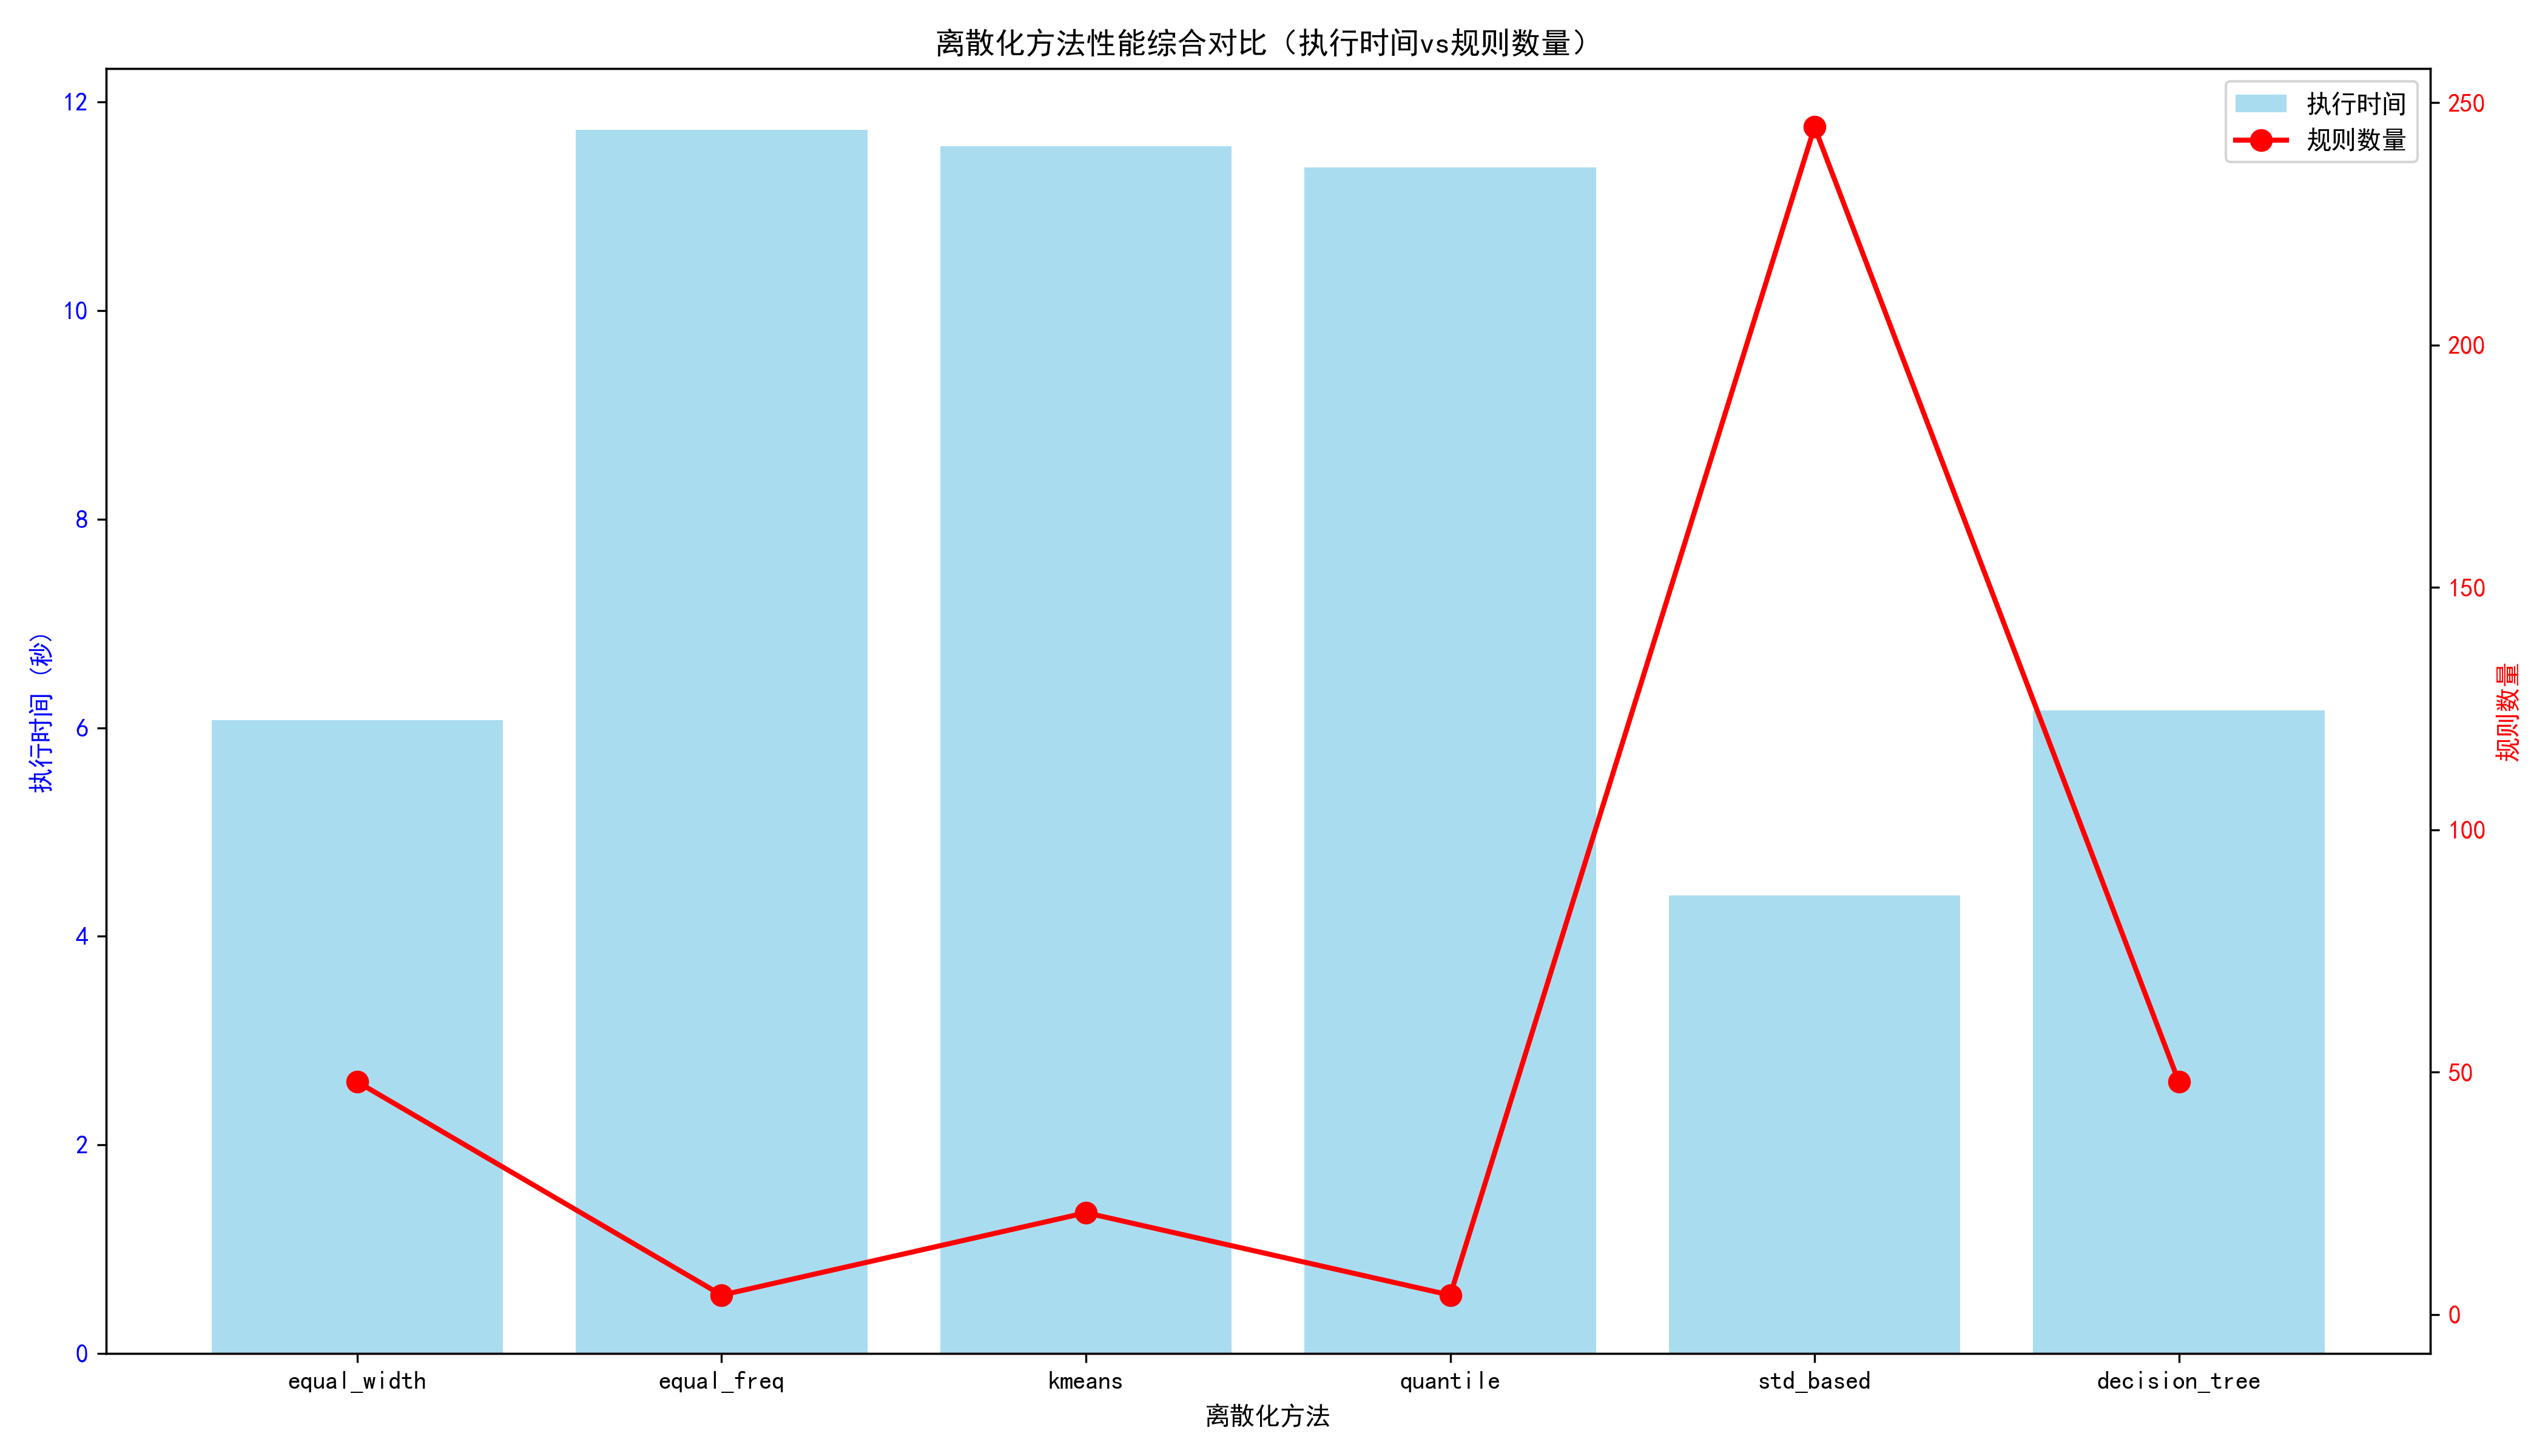 离散化方法性能综合对比（执行时间vs规则数量）
执行时间
规则数量
12
10
8
6
4
2
0
执行时间（秒）
250
200
150
100
50
0
规则数量
equal_width
equal_freq
kmeans
quantile
std_based
decision_tree
离散化方法